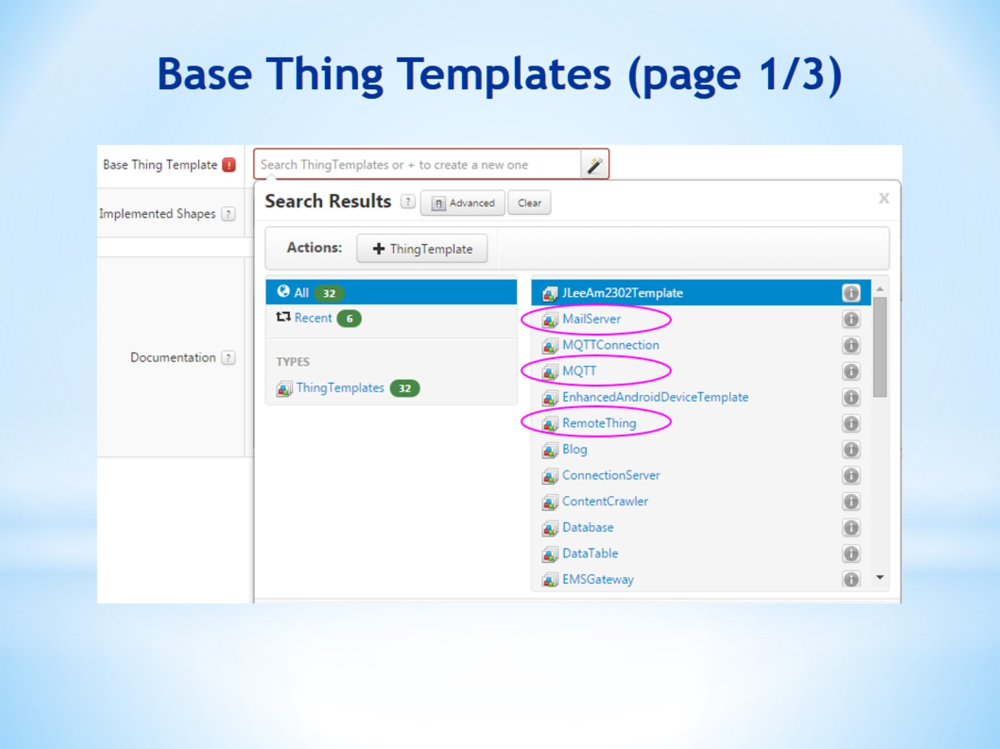 Base Thing Templates (page 1/3)
Base Thing Template !
Search ThingTemplates or + to create a new one
Implemented Shapes ?
Documentation ?
Search Results ? Advanced Clear X
Actions: + ThingTemplate
All 32
Recent 6
TYPES
ThingTemplates 32
JLeeAm2302Template i
MailServer i
MQTTConnection i
MQTT i
EnhancedAndroidDeviceTemplate i
RemoteThing i
Blog i
ConnectionServer i
ContentCrawler i
Database i
DataTable i
EMSGateway i